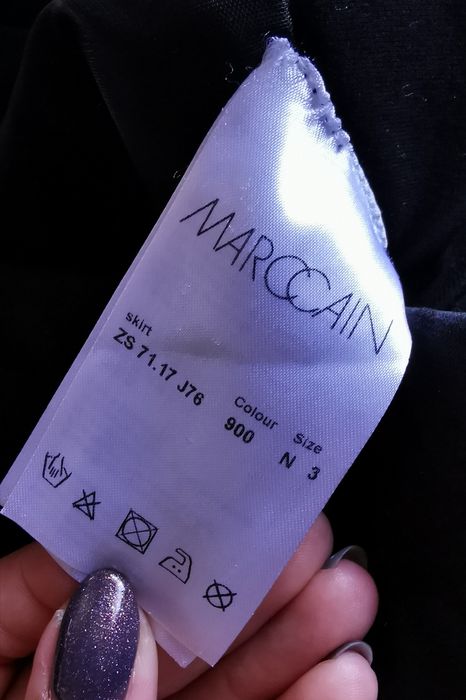 MARCCAIN
skirt Colour Size
ZS 71.17 J76 900 N 3